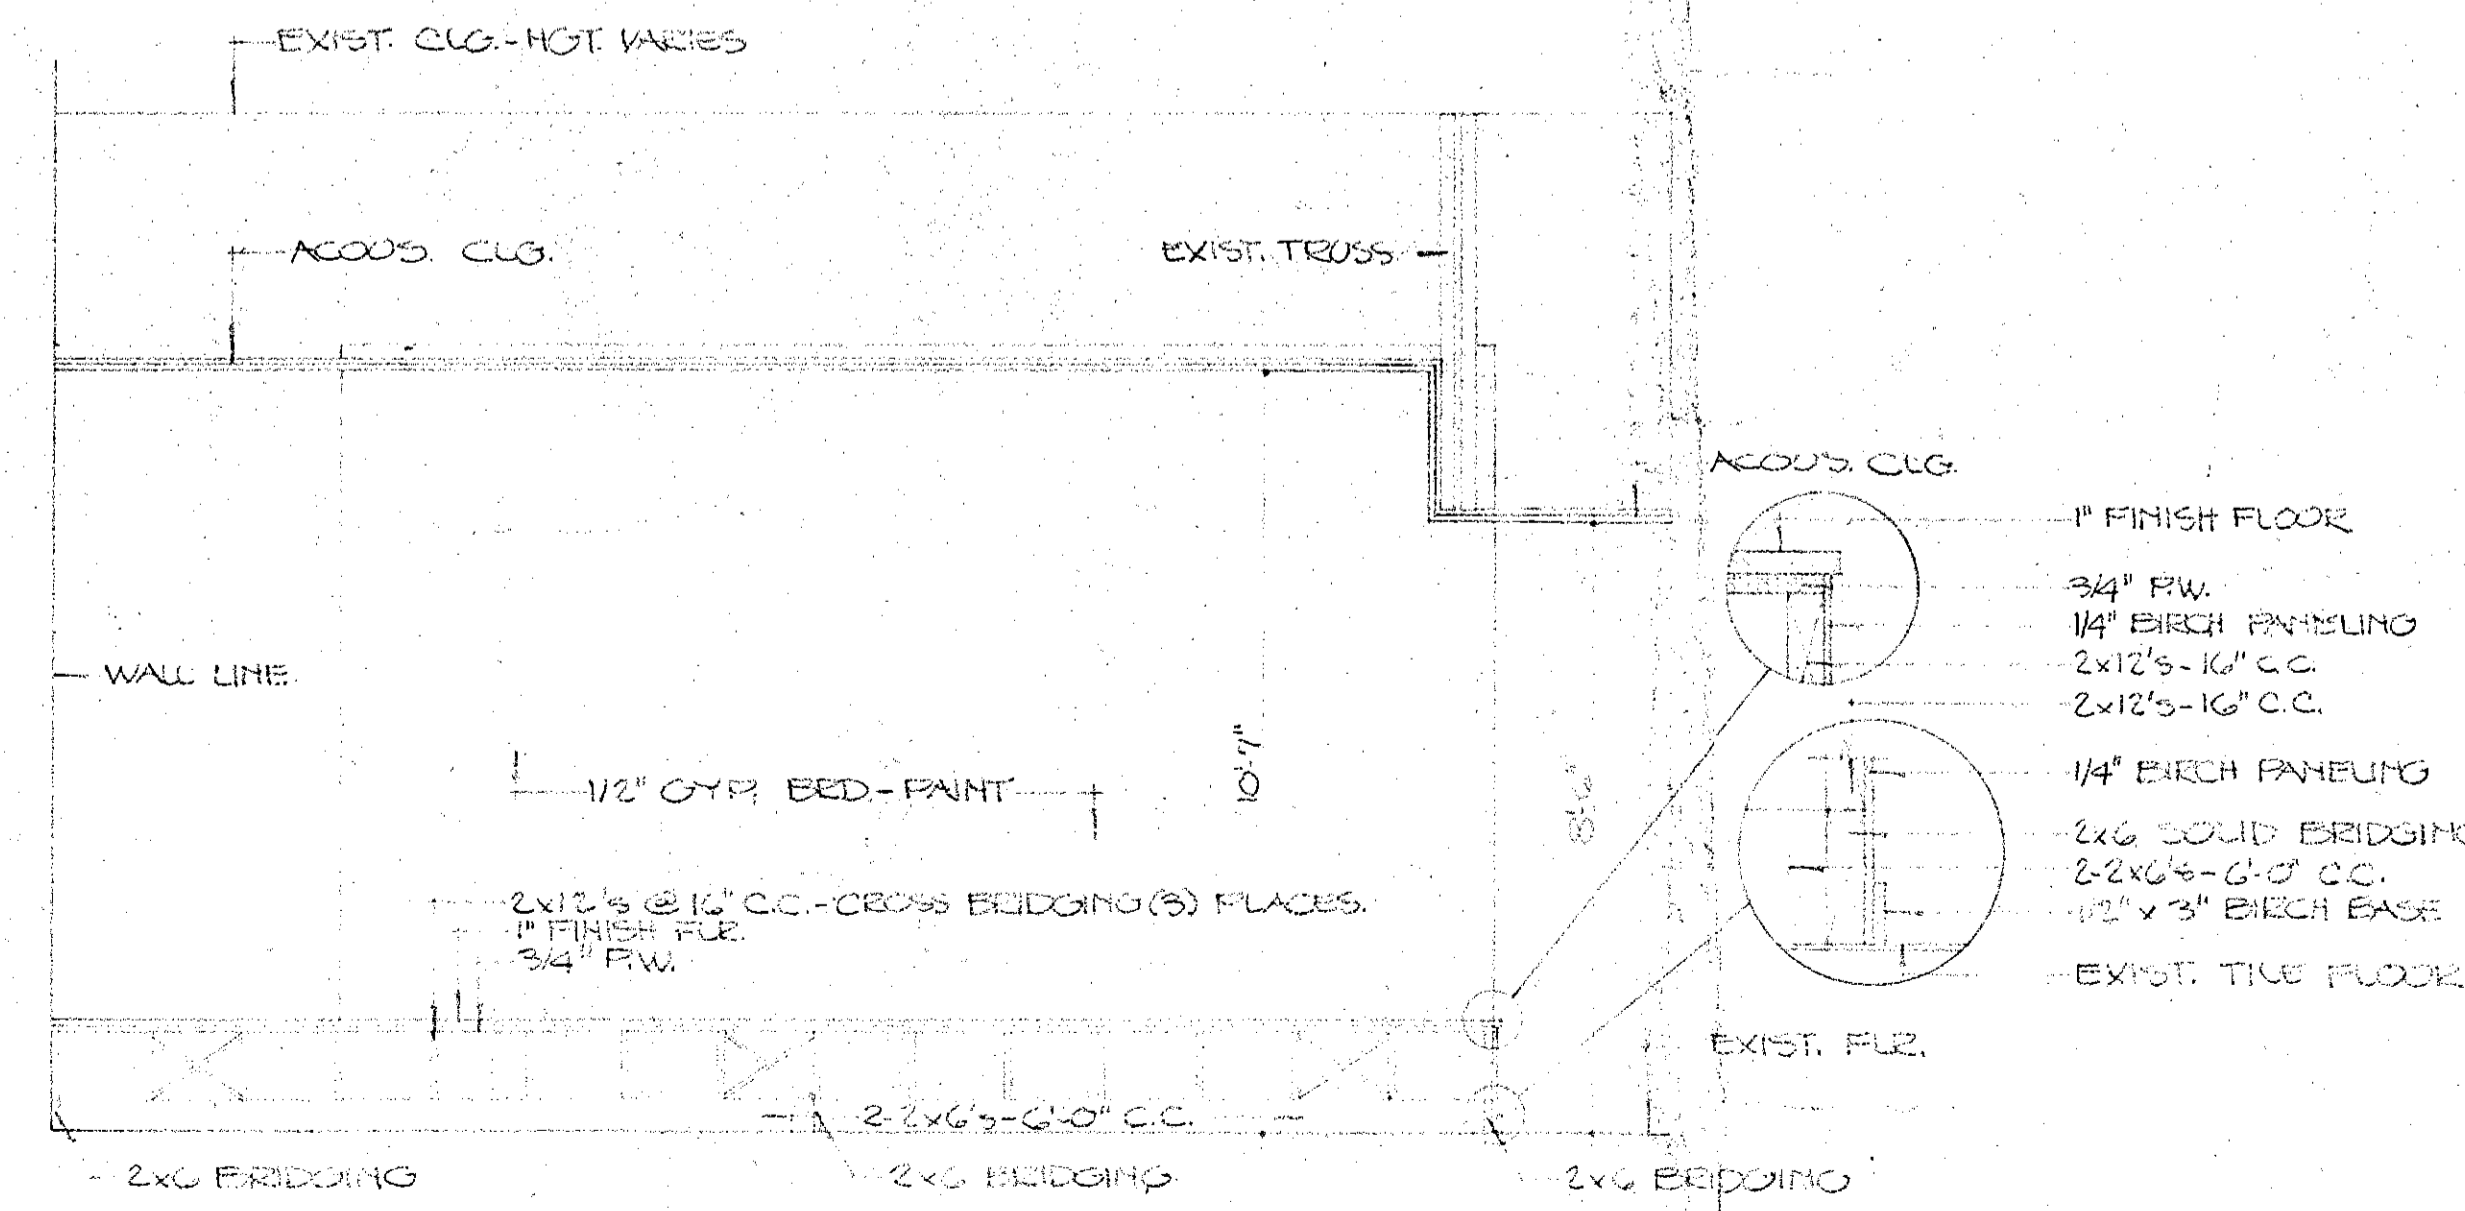 EXIST. CLG.-HGT. VARIES
ACOUS. CLG.
EXIST. TRUSS
ACOUS. CLG.
1" FINISH FLOOR
3/4" P.W.
1/4" BIRCH PANELING
2x12's-16" C.C.
2x12's-16" C.C.
WALL LINE
1/2" GYP. BRD.-PAINT
10'-7"
8'-6"
1/4" BIRCH PANELING
2x6 SOLID BRIDGING
2-2x6's-6'-0" C.C.
1/2" x 3" BIRCH BASE
EXIST. TILE FLOOR
2x12's @ 16" C.C.-CROSS BRIDGING (3) PLACES.
1" FINISH FLR.
3/4" P.W.
EXIST. FLR.
2-2x6's-6'-0" C.C.
2x6 BRIDGING
2x6 BRIDGING
2x6 BRIDGING